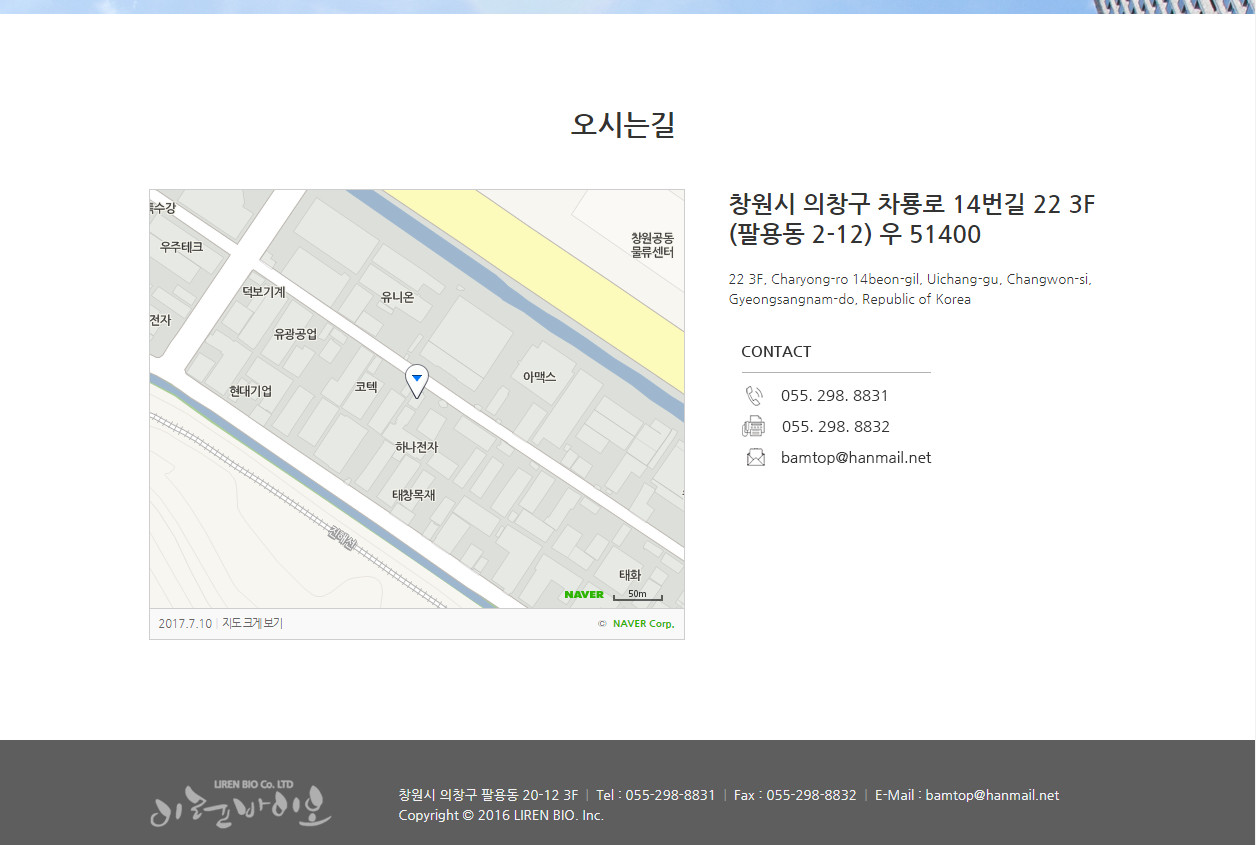 오시는길
특수강
우주테크
창원공동
물류센터
덕보기계
유니온
전자
유광공업
현대기업
코텍
아맥스
하나전자
태창목재
태화
NAVER 50m
2017.7.10 | 지도 크게 보기
© NAVER Corp.
창원시 의창구 차룡로 14번길 22 3F
(팔용동 2-12) 우 51400
22 3F, Charyong-ro 14beon-gil, Uichang-gu, Changwon-si,
Gyeongsangnam-do, Republic of Korea
CONTACT
055. 298. 8831
055. 298. 8832
bamtop@hanmail.net
LIREN BIO Co. LTD
이룬바이오
창원시 의창구 팔용동 20-12 3F | Tel : 055-298-8831 | Fax : 055-298-8832 | E-Mail : bamtop@hanmail.net
Copyright © 2016 LIREN BIO. Inc.